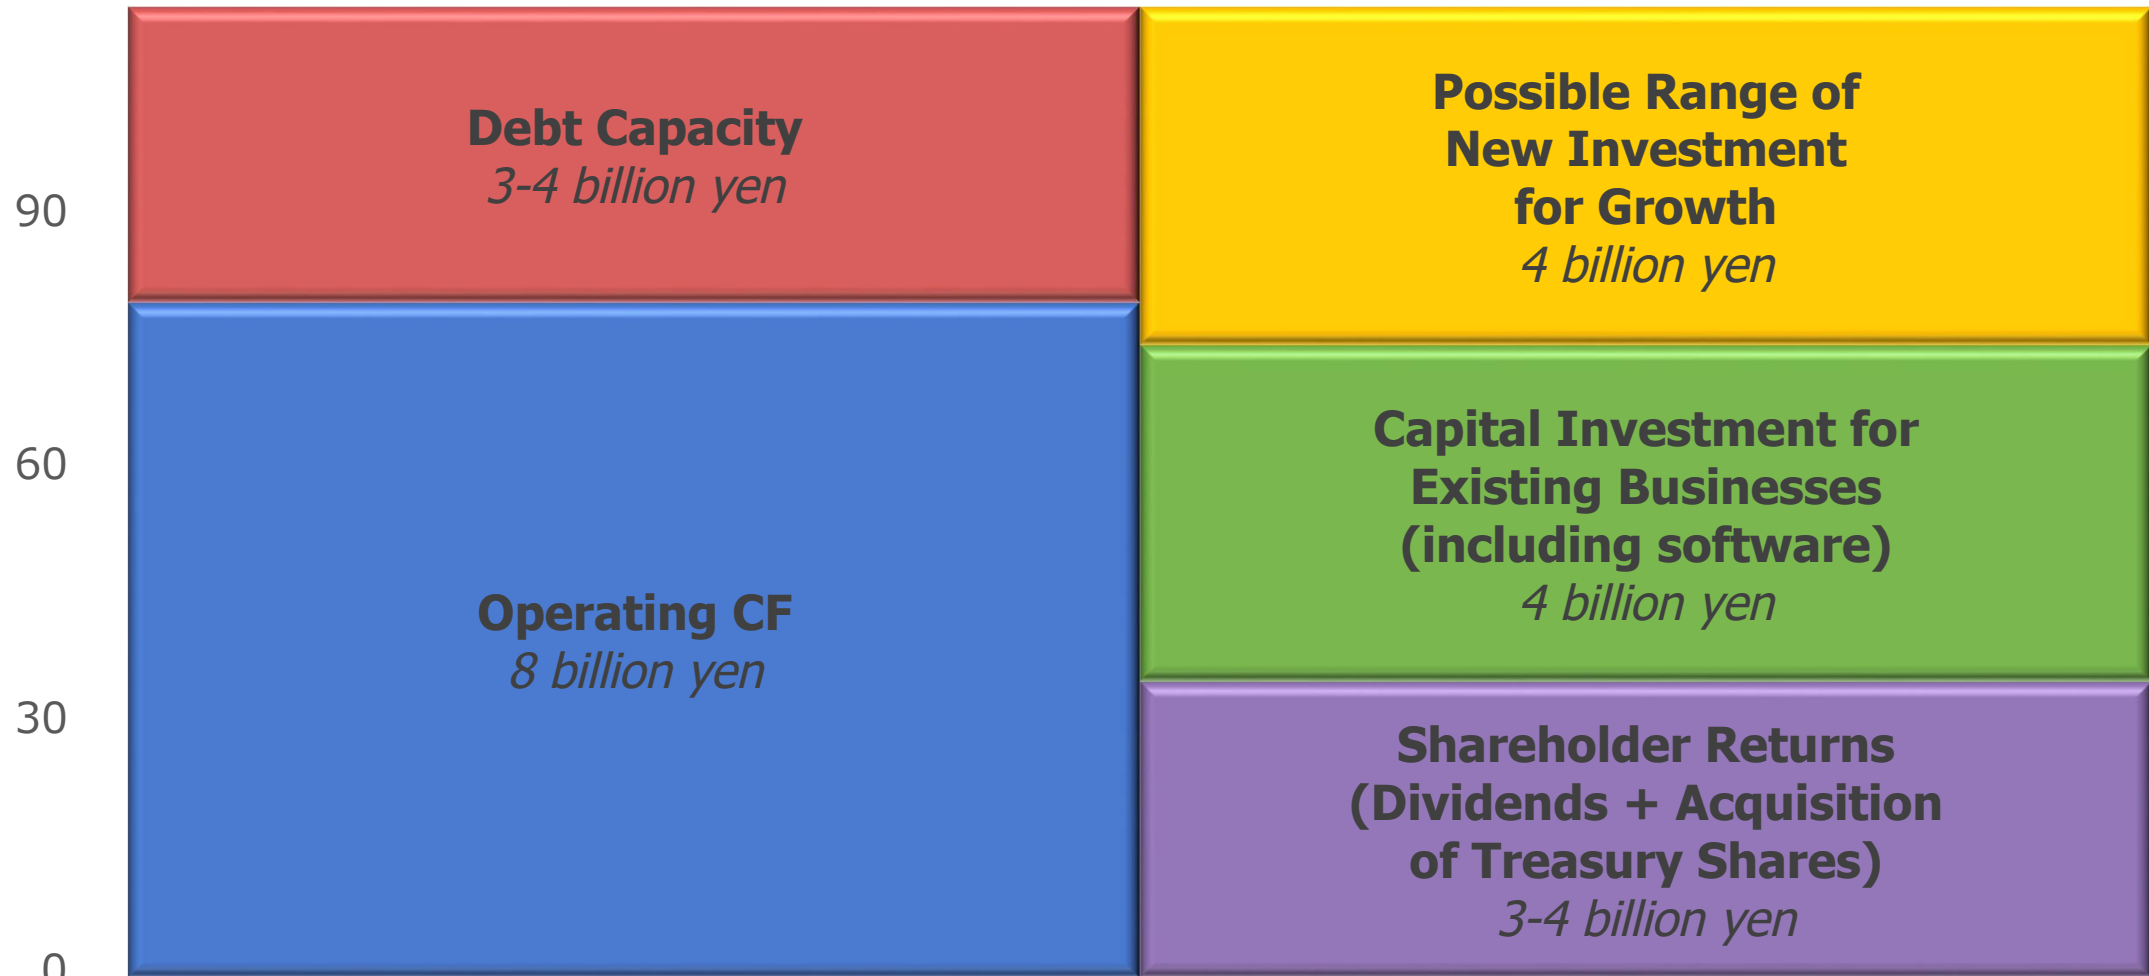 90
60
30
0
Debt Capacity
3-4 billion yen
Operating CF
8 billion yen
Possible Range of
New Investment
for Growth
4 billion yen
Capital Investment for
Existing Businesses
(including software)
4 billion yen
Shareholder Returns
(Dividends + Acquisition
of Treasury Shares)
3-4 billion yen